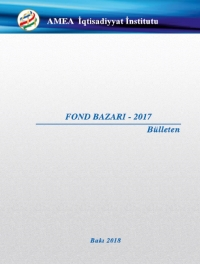 AMEA İqtisadiyyat İnstitutu
FOND BAZARI - 2017
Bülleten
Bakı 2018